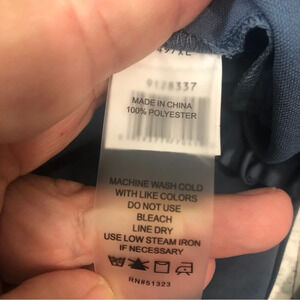 9128337
MADE IN CHINA
100% POLYESTER
MACHINE WASH COLD
WITH LIKE COLORS
DO NOT USE
BLEACH
LINE DRY
USE LOW STEAM IRON
IF NECESSARY
RN#51323